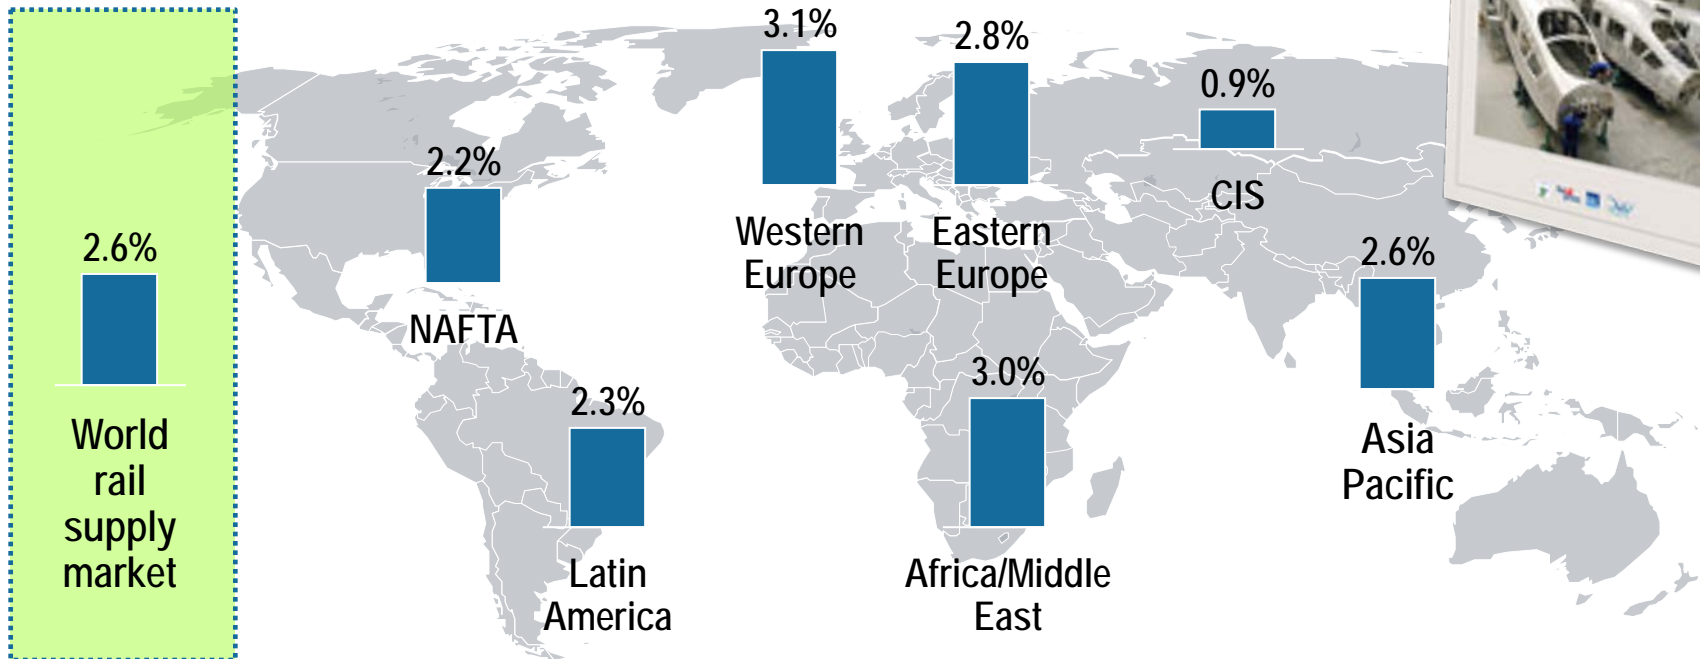 2.6%
World
rail
supply
market
2.2%
NAFTA
2.3%
Latin
America
3.1%
Western
Europe
2.8%
Eastern
Europe
3.0%
Africa/Middle
East
0.9%
CIS
2.6%
Asia
Pacific